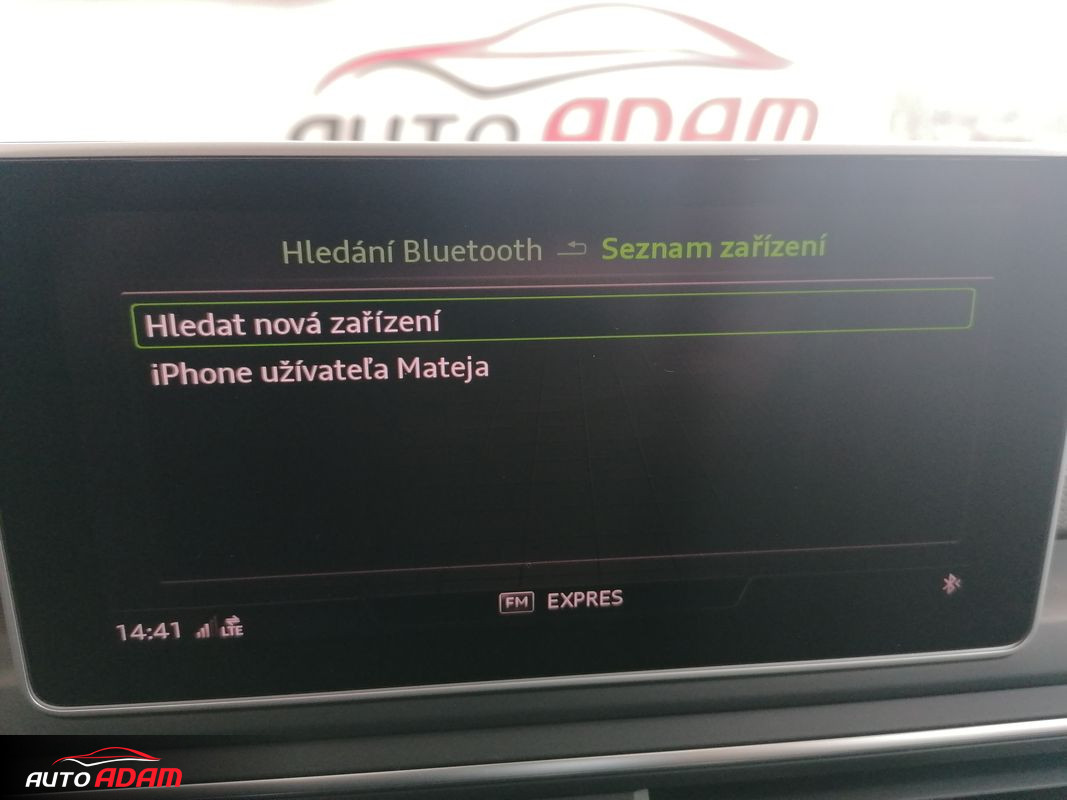 AUTO ADAM
Hledání Bluetooth Seznam zařízení
Hledat nová zařízení
iPhone užívateľa Mateja
FM EXPRES
14:41 LTE
AUTO ADAM